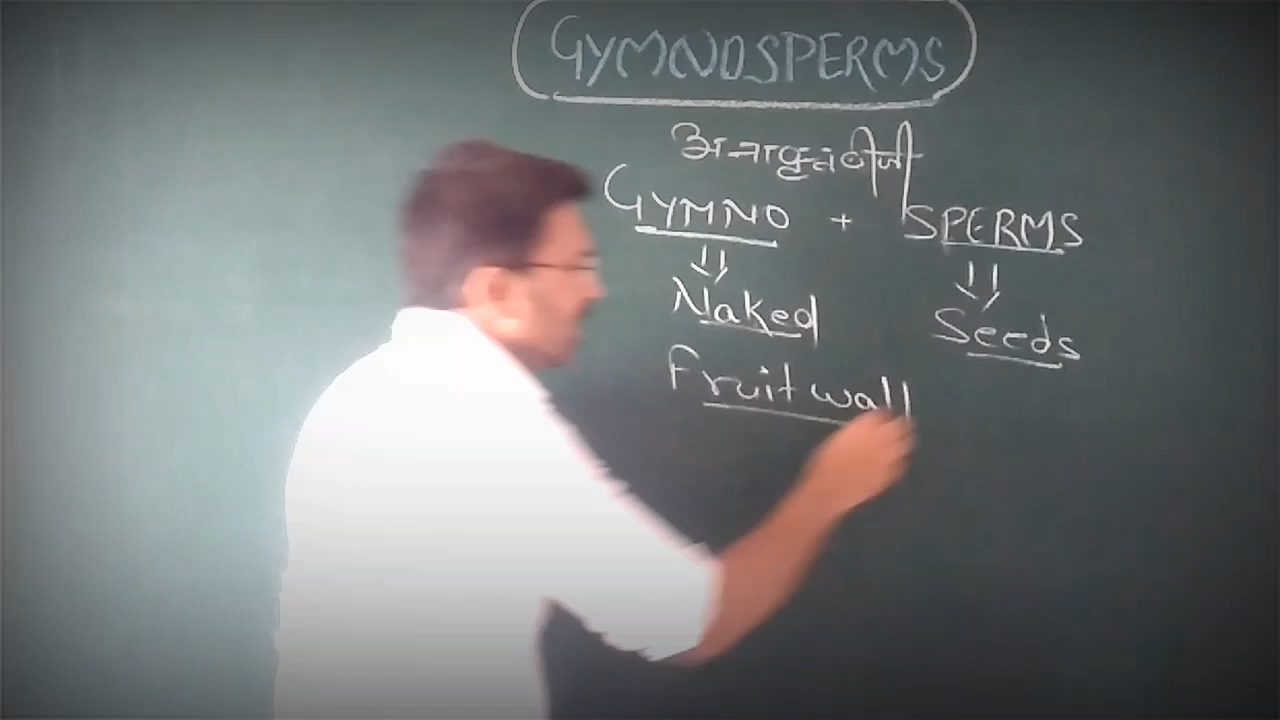 GYMNOSPERMS
अनाकृतबीजी
GYMNO + SPERMS
Naked Seeds
Fruit wall